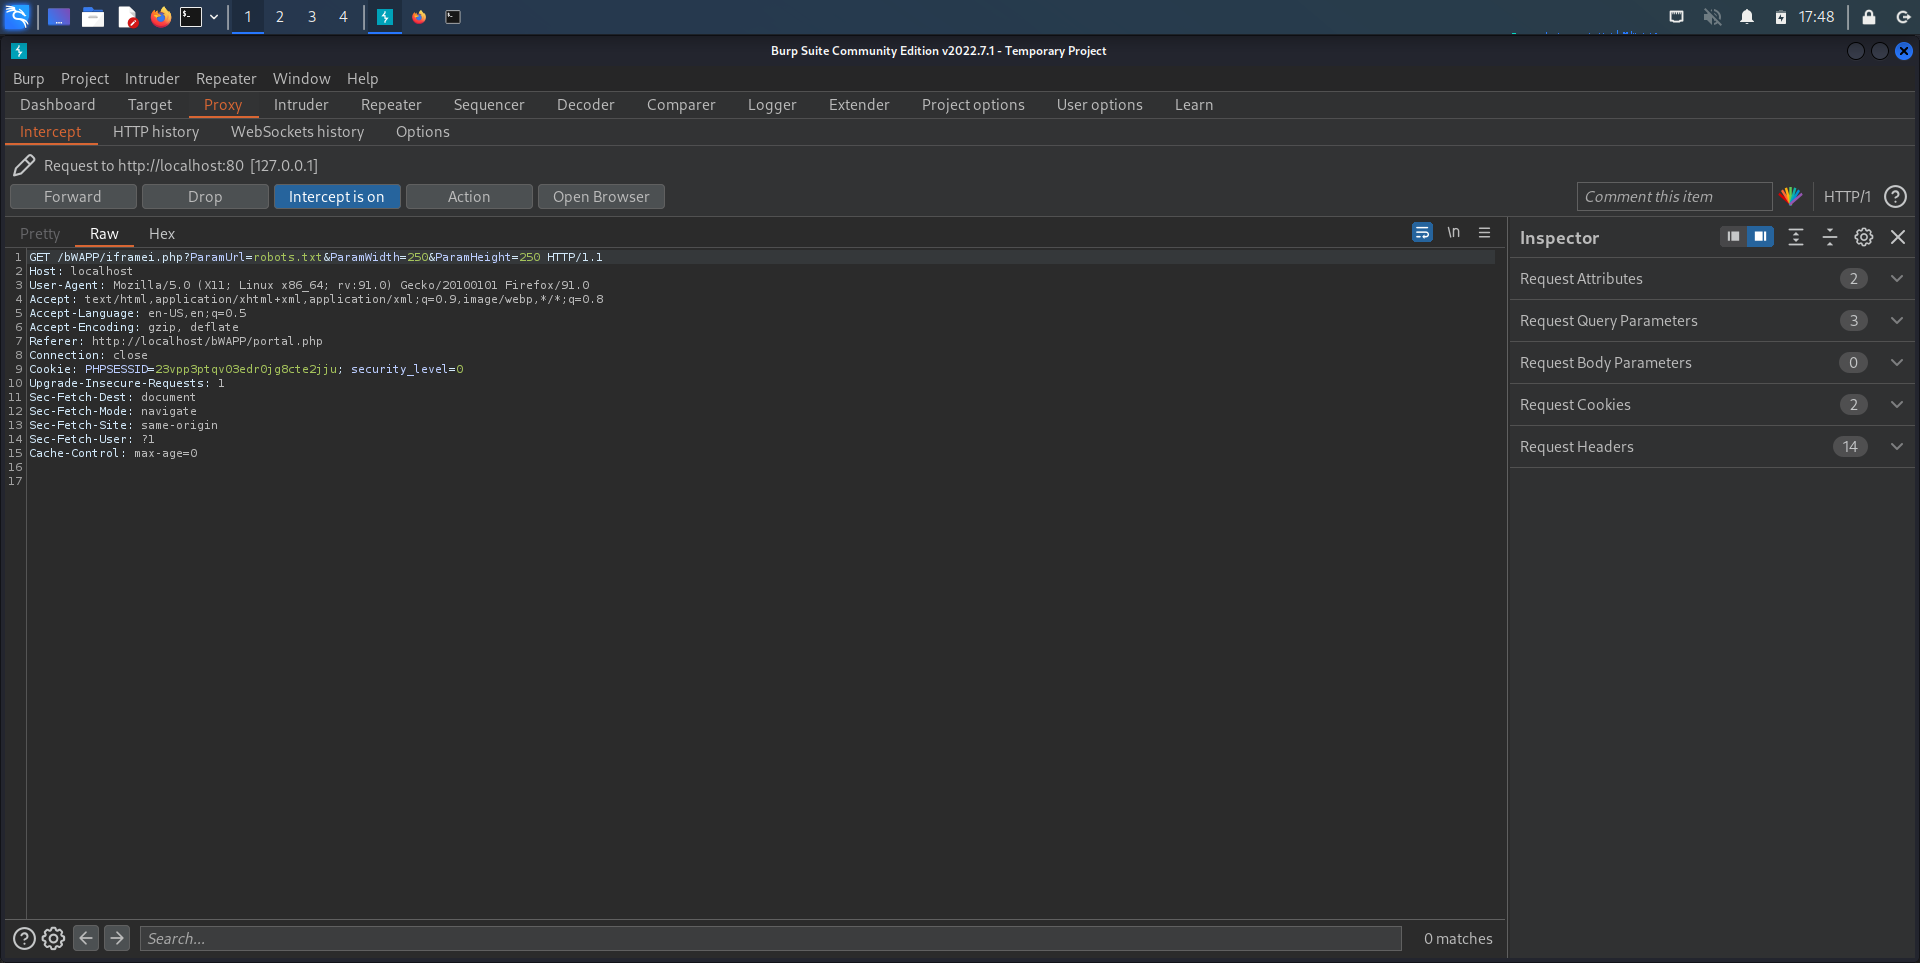 1 2 3 4 17:48
Burp Suite Community Edition v2022.7.1 - Temporary Project
Burp Project Intruder Repeater Window Help
Dashboard Target Proxy Intruder Repeater Sequencer Decoder Comparer Logger Extender Project options User options Learn
Intercept HTTP history WebSockets history Options
Request to http://localhost:80 [127.0.0.1]
Forward Drop Intercept is on Action Open Browser Comment this item HTTP/1 ?
Pretty Raw Hex \n
1 GET /bWAPP/iframei.php?ParamUrl=robots.txt&ParamWidth=250&ParamHeight=250 HTTP/1.1
2 Host: localhost
3 User-Agent: Mozilla/5.0 (X11; Linux x86_64; rv:91.0) Gecko/20100101 Firefox/91.0
4 Accept: text/html,application/xhtml+xml,application/xml;q=0.9,image/webp,*/*;q=0.8
5 Accept-Language: en-US,en;q=0.5
6 Accept-Encoding: gzip, deflate
7 Referer: http://localhost/bWAPP/portal.php
8 Connection: close
9 Cookie: PHPSESSID=23vpp3ptqv03edr0jg8cte2jju; security_level=0
10 Upgrade-Insecure-Requests: 1
11 Sec-Fetch-Dest: document
12 Sec-Fetch-Mode: navigate
13 Sec-Fetch-Site: same-origin
14 Sec-Fetch-User: ?1
15 Cache-Control: max-age=0
16
17
Inspector
Request Attributes 2
Request Query Parameters 3
Request Body Parameters 0
Request Cookies 2
Request Headers 14
? Search... 0 matches